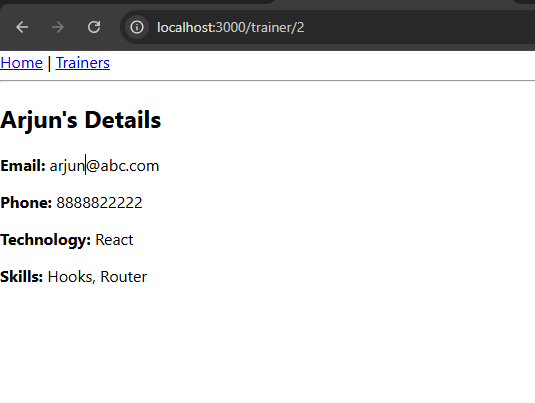 localhost:3000/trainer/2
Home | Trainers
Arjun's Details
Email: arjun@abc.com
Phone: 8888822222
Technology: React
Skills: Hooks, Router